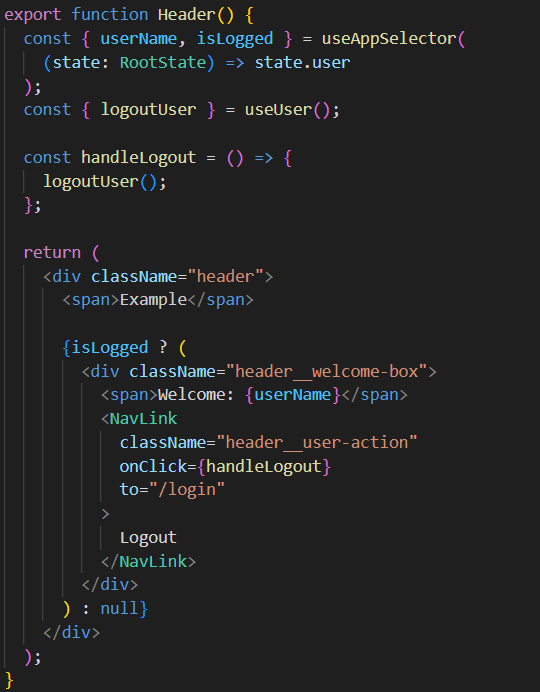 export function Header() {
  const { userName, isLogged } = useAppSelector(
    (state: RootState) => state.user
  );
  const { logoutUser } = useUser();

  const handleLogout = () => {
    logoutUser();
  };

  return (
    <div className="header">
      <span>Example</span>

      {isLogged ? (
        <div className="header__welcome-box">
          <span>Welcome: {userName}</span>
          <NavLink
            className="header__user-action"
            onClick={handleLogout}
            to="/login"
          >
            Logout
          </NavLink>
        </div>
      ) : null}
    </div>
  );
}